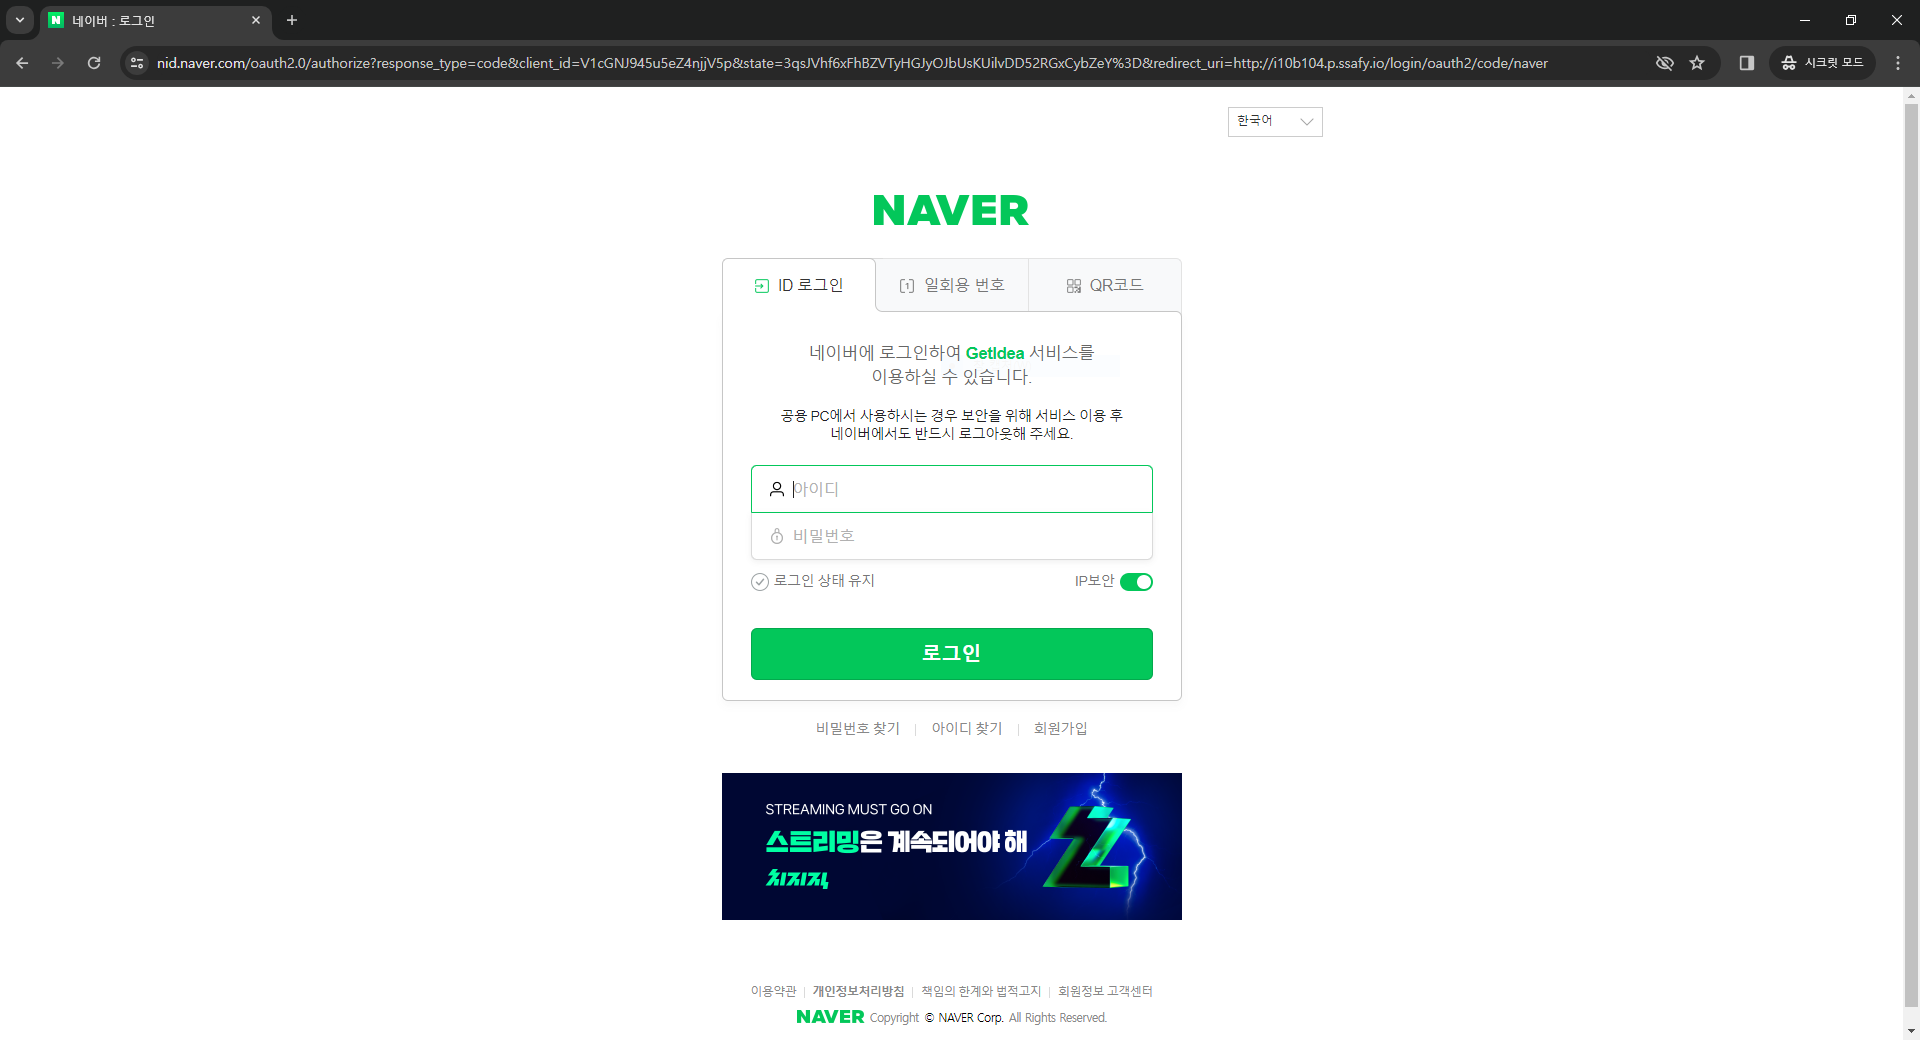 네이버 : 로그인
nid.naver.com/oauth2.0/authorize?response_type=code&client_id=V1cGNJ945u5eZ4njjV5p&state=3qsJVhf6xFhBZVTyHGJyOJbUsKUilvDD52RGxCybZeY%3D&redirect_uri=http://i10b104.p.ssafy.io/login/oauth2/code/naver
시크릿 모드
한국어
NAVER
ID 로그인
1 일회용 번호
QR코드
네이버에 로그인하여 GetIdea 서비스를
이용하실 수 있습니다.
공용 PC에서 사용하시는 경우 보안을 위해 서비스 이용 후
네이버에서도 반드시 로그아웃해 주세요.
아이디
비밀번호
로그인 상태 유지
IP보안
로그인
비밀번호 찾기
아이디 찾기
회원가입
STREAMING MUST GO ON
스트리밍은 계속되어야 해
치지직
이용약관
개인정보처리방침
책임의 한계와 법적고지
회원정보 고객센터
NAVER Copyright © NAVER Corp. All Rights Reserved.